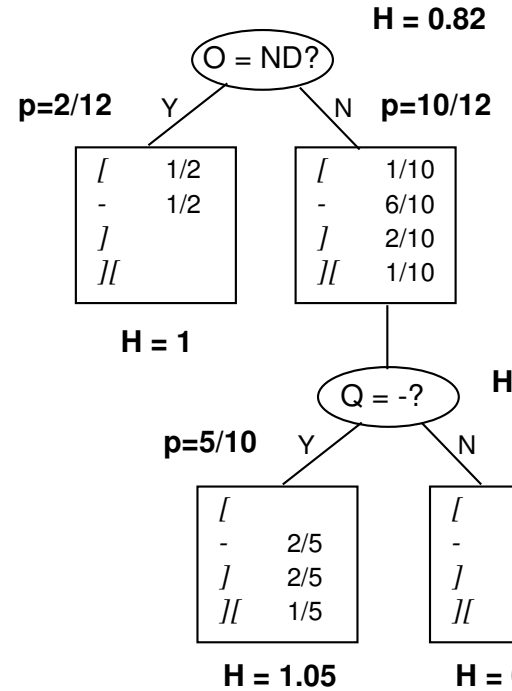 H = 0.82
O = ND?
p=2/12 Y N p=10/12
[ 1/2
- 1/2
]
][
[ 1/10
- 6/10
] 2/10
][ 1/10
H = 1
Q = -?
H
p=5/10 Y N
[
- 2/5
] 2/5
][ 1/5
[
-
]
][
H = 1.05
H =